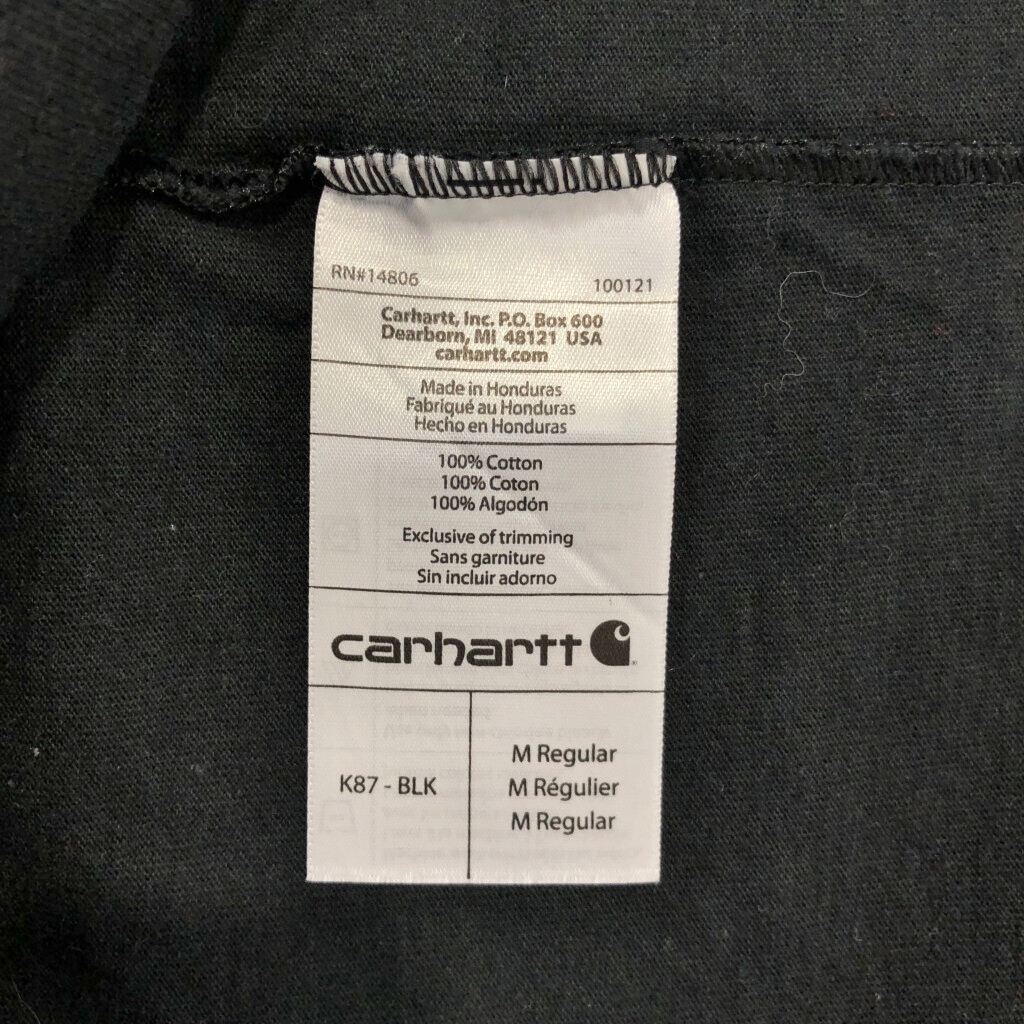 RN#14806 100121
Carhartt, Inc. P.O. Box 600
Dearborn, MI 48121 USA
carhartt.com
Made in Honduras
Fabriqué au Honduras
Hecho en Honduras
100% Cotton
100% Coton
100% Algodón
Exclusive of trimming
Sans garniture
Sin incluir adorno
carhartt
K87 - BLK
M Regular
M Régulier
M Regular